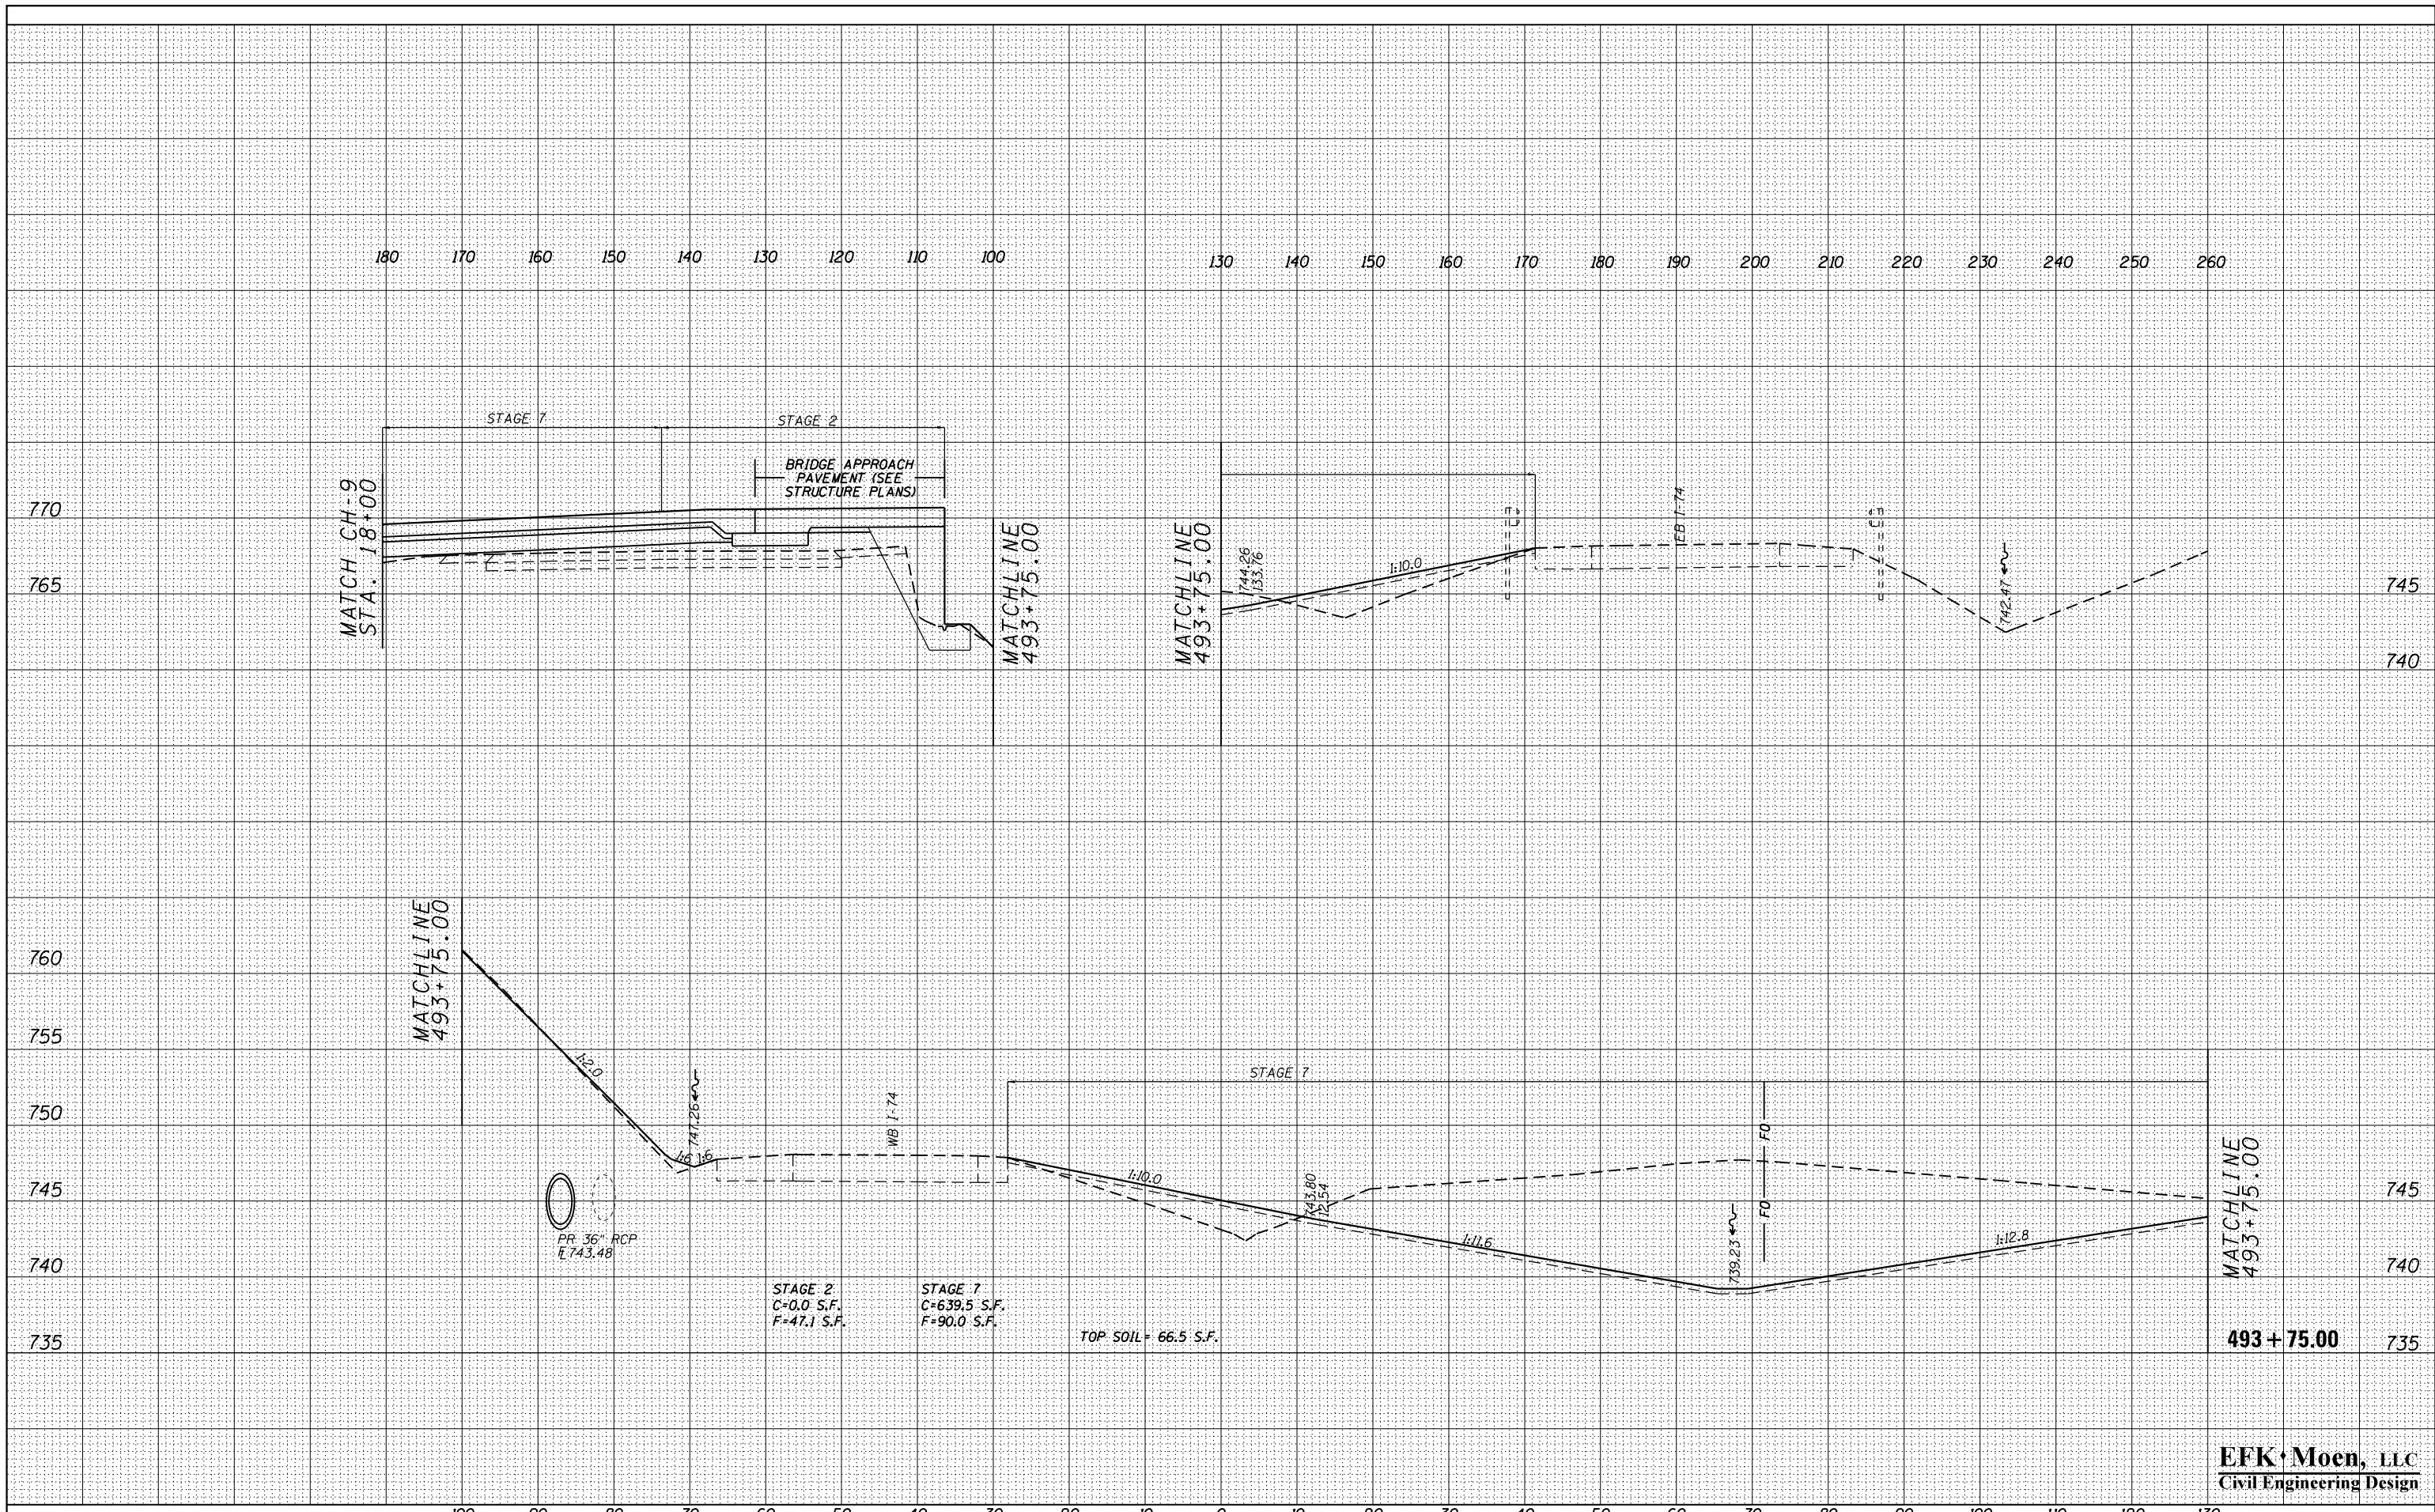 180 170 160 150 140 130 120 110 100
130 140 150 160 170 180 190 200 210 220 230 240 250 260
STAGE 7
STAGE 2
BRIDGE APPROACH
PAVEMENT (SEE
STRUCTURE PLANS)
MATCH CH-9
STA. 18+00
770
765
MATCHLINE
493+75.00
MATCHLINE
493+75.00
744.26
133.76
1:10.0
EB I-74
742.47
745
740
MATCHLINE
493+75.00
760
755
750
745
740
735
1:2.0
747.26
1:6 1:6
WB I-74
STAGE 7
1:10.0
743.80
12.54
1:11.6
739.23
FO
FO
1:12.8
MATCHLINE
493+75.00
745
740
735
PR 36" RCP
FL 743.48
STAGE 2
C=0.0 S.F.
F=47.1 S.F.
STAGE 7
C=639.5 S.F.
F=90.0 S.F.
TOP SOIL= 66.5 S.F.
493+75.00
EFK•Moen, LLC
Civil Engineering Design